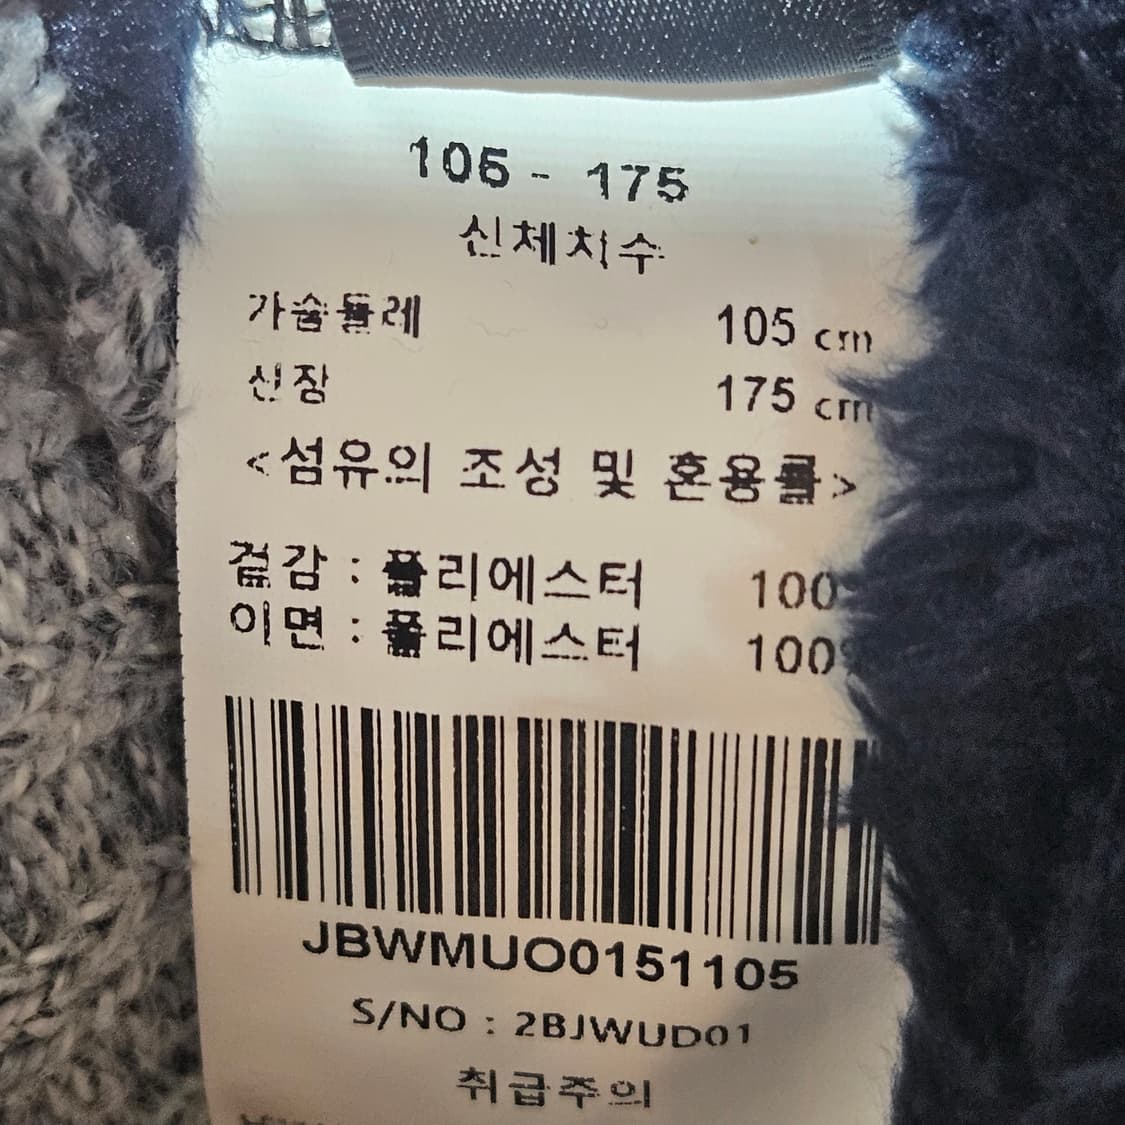 105 - 175
신체치수
가슴둘레 105 cm
신장 175 cm
<섬유의 조성 및 혼용률>
겉감 : 폴리에스터 100%
이면 : 폴리에스터 100%
JBWMUO0151105
S/NO : 2BJWUD01
취급주의